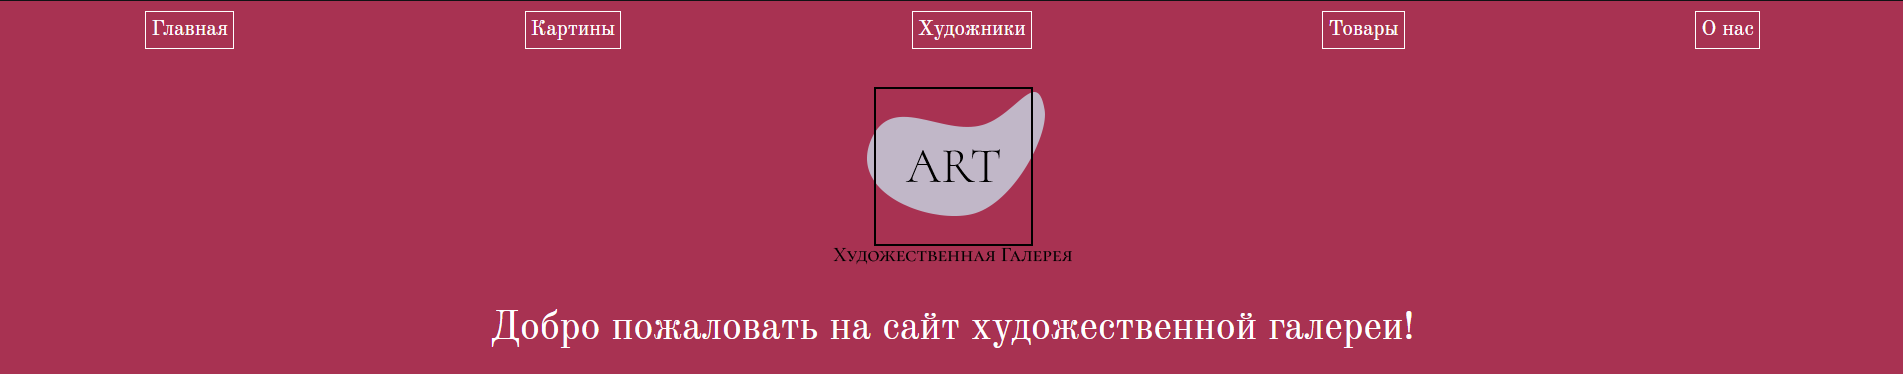 Главная Картины Художники Товары О нас
ART
Художественная Галерея
Добро пожаловать на сайт художественной галереи!